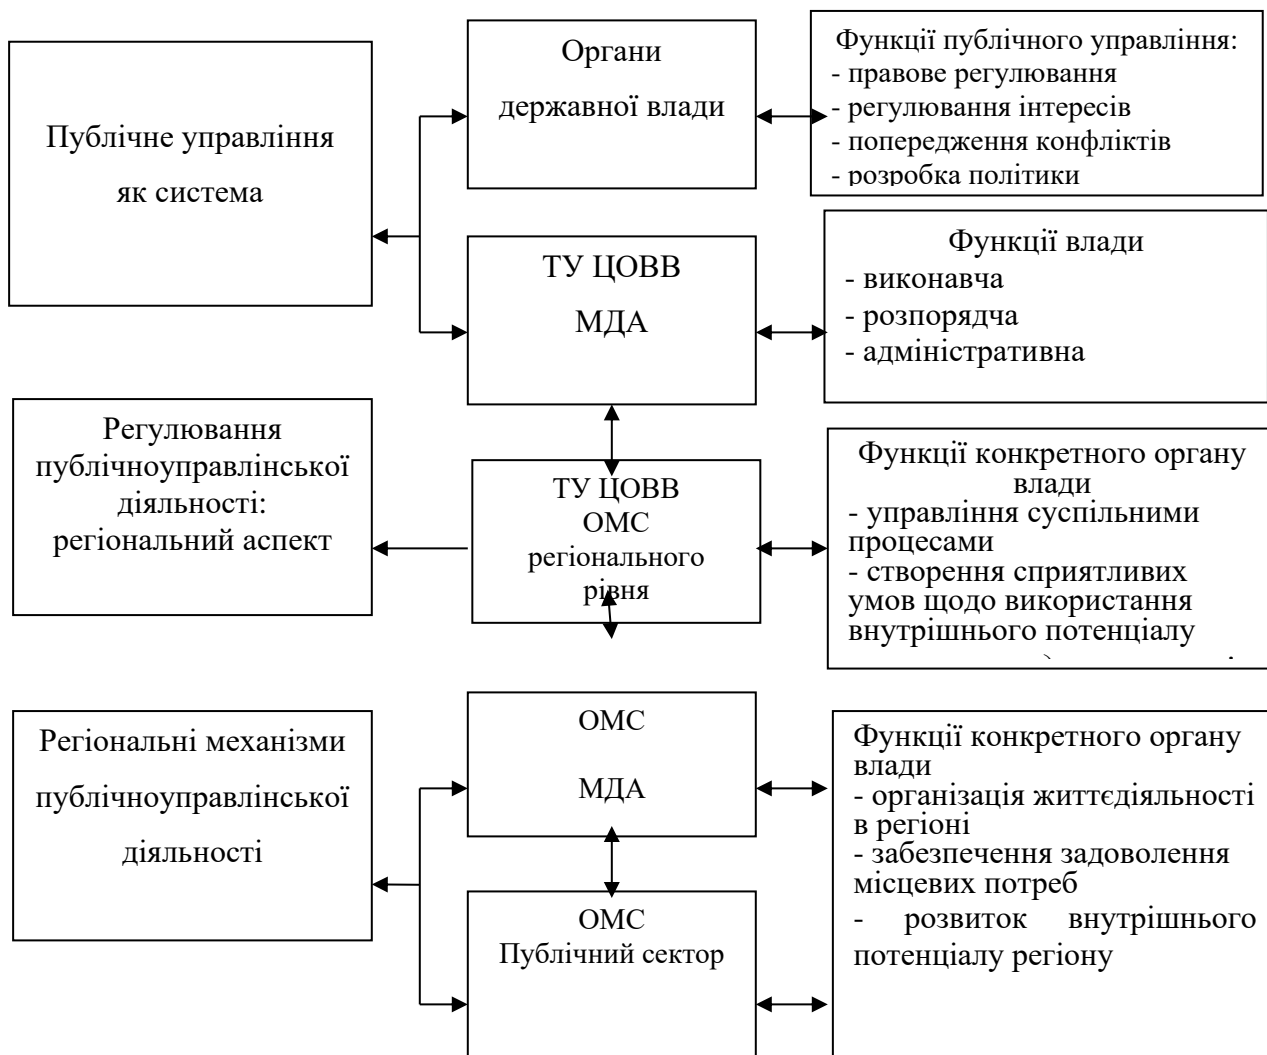 Публічне управління
як система
Органи
державної влади
Функції публічного управління:
- правове регулювання
- регулювання інтересів
- попередження конфліктів
- розробка політики
ТУ ЦОВВ
МДА
Функції влади
- виконавча
- розпорядча
- адміністративна
Регулювання
публічноуправлінської
діяльності:
регіональний аспект
ТУ ЦОВВ
ОМС
регіонального
рівня
Функції конкретного органу
влади
- управління суспільними
процесами
- створення сприятливих
умов щодо використання
внутрішнього потенціалу
Регіональні механізми
публічноуправлінської
діяльності
ОМС
МДА
ОМС
Публічний сектор
Функції конкретного органу
влади
- організація життєдіяльності
в регіоні
- забезпечення задоволення
місцевих потреб
- розвиток внутрішнього
потенціалу регіону